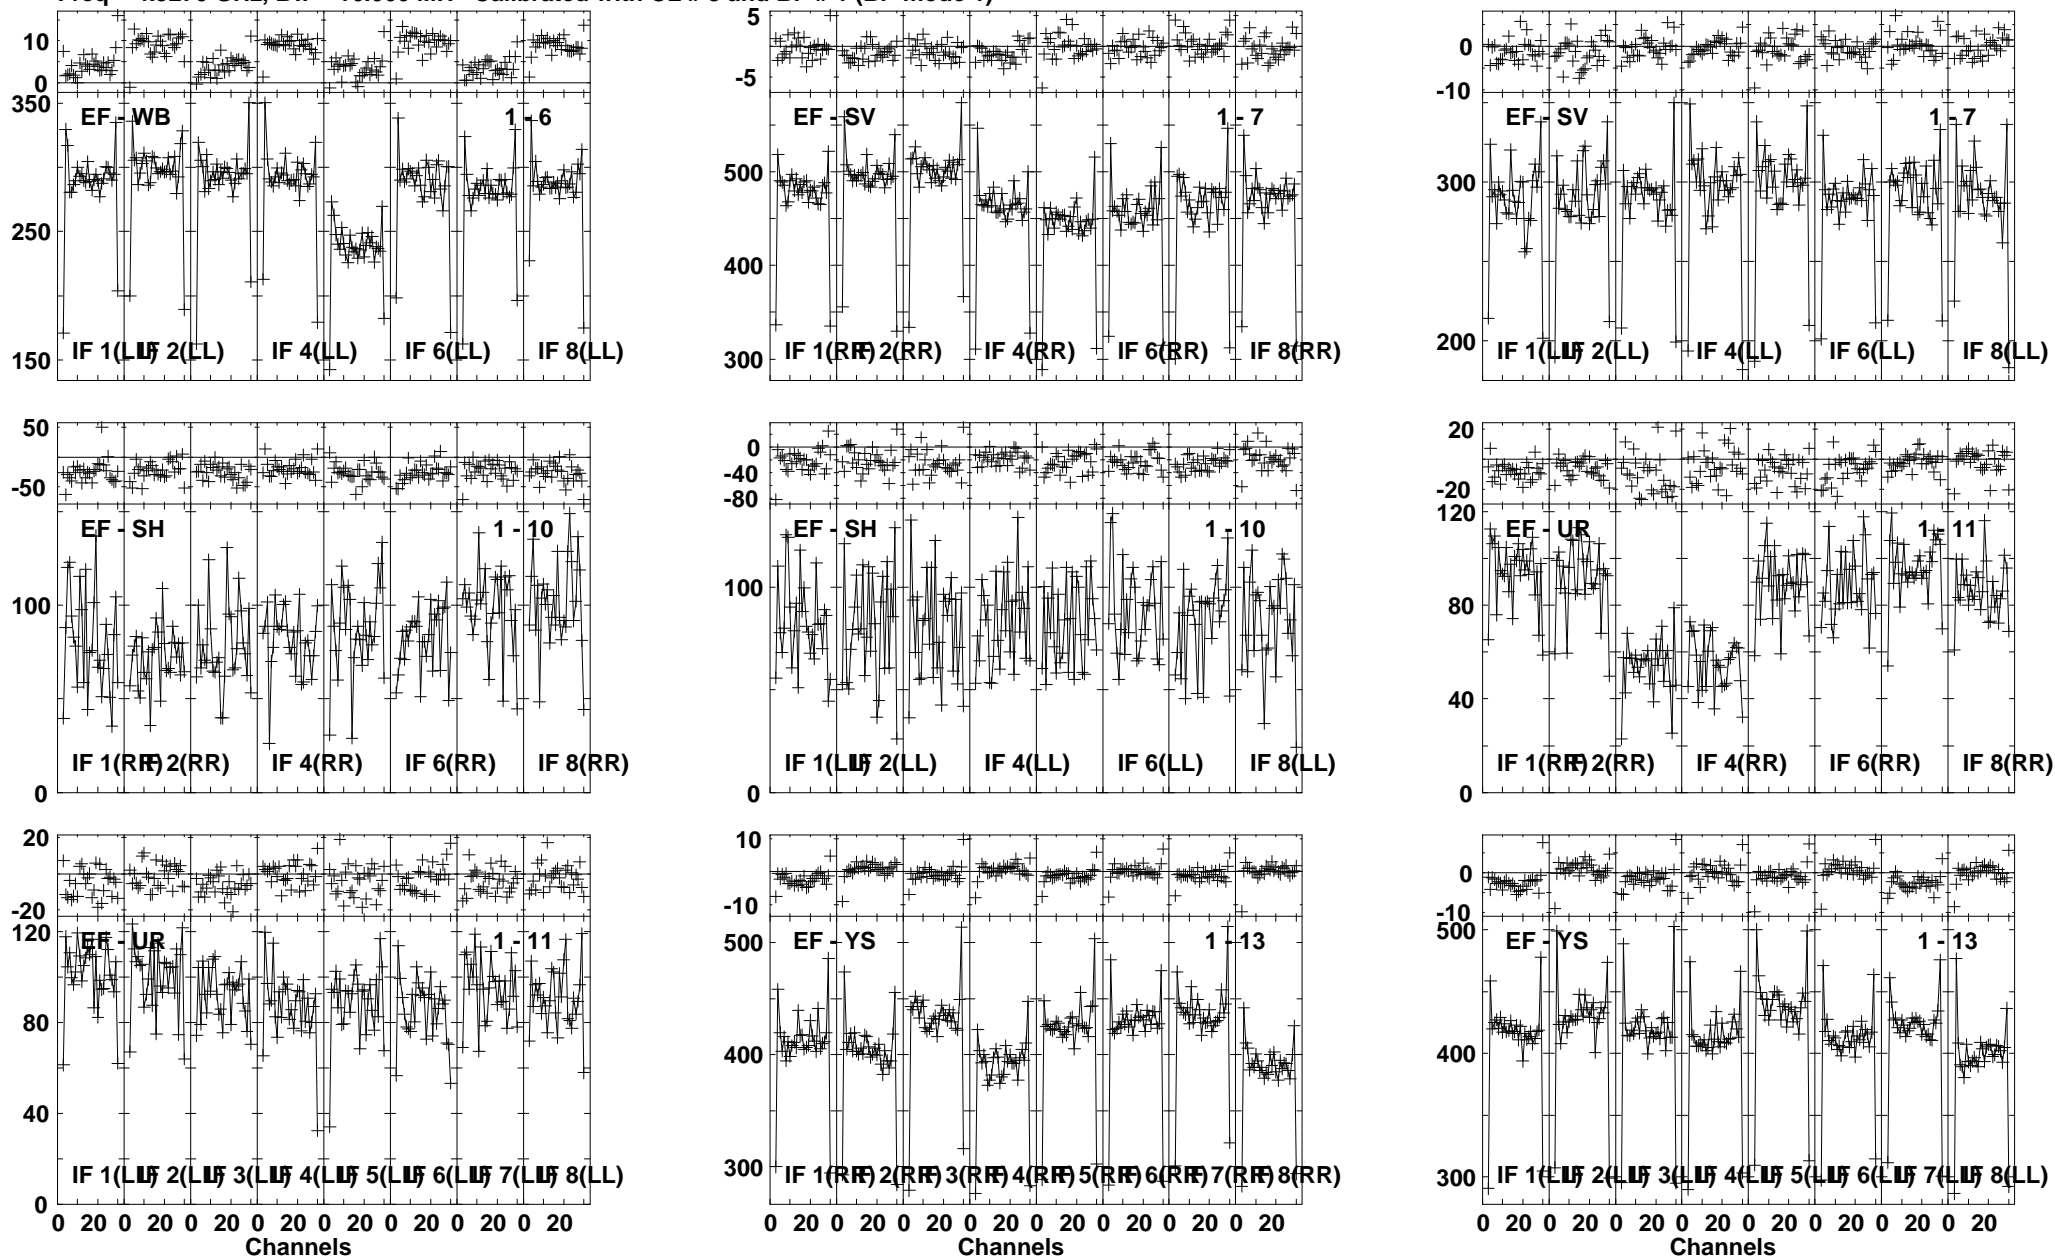 10 0 5 -5 0 -10
350 EF - WB 1 - 6 EF - SV 1 - 7 EF - SV 1 - 7
250 500 400 300
150 IF 1(LL) IF 2(LL) IF 4(LL) IF 6(LL) IF 8(LL) 300 IF 1(RR) IF 2(RR) IF 4(RR) IF 6(RR) IF 8(RR) 200 IF 1(LL) IF 2(LL) IF 4(LL) IF 6(LL) IF 8(LL)
50 -50 0 -40 -80 20 -20
EF - SH 1 - 10 EF - SH 1 - 10 120 EF - UR 1 - 11
100 100 80 40
IF 1(RR) IF 2(RR) IF 4(RR) IF 6(RR) IF 8(RR) IF 1(LL) IF 2(LL) IF 4(LL) IF 6(LL) IF 8(LL) IF 1(RR) IF 2(RR) IF 4(RR) IF 6(RR) IF 8(RR)
0 0 0
20 -20 10 -10 0 -10
120 EF - UR 1 - 11 500 EF - YS 1 - 13 500 EF - YS 1 - 13
80 40 400 400
IF 1(LL) IF 2(LL) IF 3(LL) IF 4(LL) IF 5(LL) IF 6(LL) IF 7(LL) IF 8(LL) 300 IF 1(RR) IF 2(RR) IF 3(RR) IF 4(RR) IF 5(RR) IF 6(RR) IF 7(RR) IF 8(RR) 300 IF 1(LL) IF 2(LL) IF 3(LL) IF 4(LL) IF 5(LL) IF 6(LL) IF 7(LL) IF 8(LL)
0
0 20 0 20 0 20 0 20 0 20 0 20 0 20 0 20 0 20 0 20 0 20 0 20 0 20 0 20 0 20 0 20 0 20 0 20 0 20 0 20 0 20 0 20 0 20 0 20
Channels Channels Channels